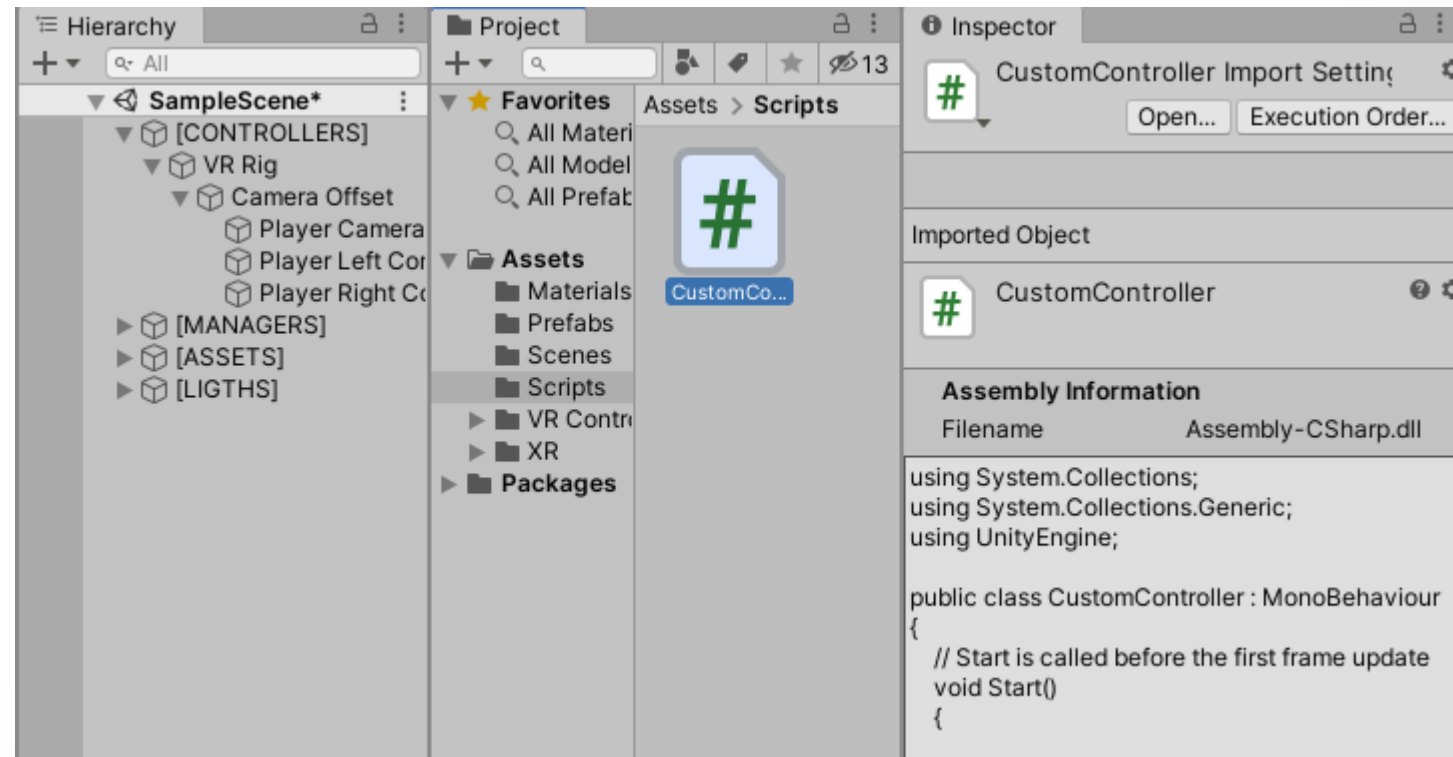 Hierarchy
All
SampleScene*
[CONTROLLERS]
VR Rig
Camera Offset
Player Camera
Player Left Cor
Player Right Co
[MANAGERS]
[ASSETS]
[LIGTHS]
Project
13
Favorites
All Materi
All Model
All Prefab
Assets
Materials
Prefabs
Scenes
Scripts
VR Contro
XR
Packages
Assets > Scripts
#
CustomCo...
Inspector
#
CustomController Import Setting
Open... Execution Order...
Imported Object
#
CustomController
Assembly Information
Filename Assembly-CSharp.dll
using System.Collections;
using System.Collections.Generic;
using UnityEngine;
public class CustomController : MonoBehaviour
{
// Start is called before the first frame update
void Start()
{